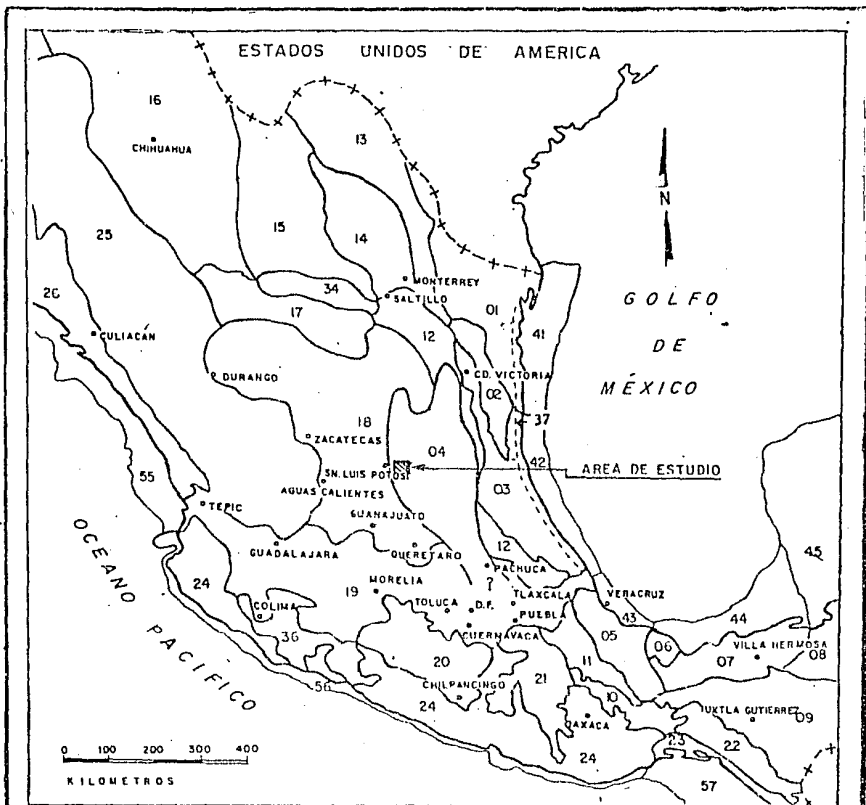 ESTADOS UNIDOS DE AMERICA
16
CHIHUAHUA
13
N
25
15
14
26
34
MONTERREY
SALTILLO
17
01
41
GOLFO
DE
MÉXICO
CULIACÁN
12
CD. VICTORIA
02
DURANGO
18
37
ZACATECAS
04
42
SN. LUIS POTOSÍ
AREA DE ESTUDIO
55
AGUAS CALIENTES
03
TEPIC
GUANAJUATO
45
12
QUERETARO
GUADALAJARA
PACHUCA
OCEANO PACIFICO
24
19
MORELIA
?
TLAXCALA
VERACRUZ
COLIMA
TOLUCA
D.F.
PUEBLA
43
44
36
CUERNAVACA
05
06
VILLA HERMOSA
07
08
20
11
56
CHILPANCINGO
21
10
24
TUXTLA GUTIERREZ
09
OAXACA
23
22
24
57
0 100 200 300 400
KILOMETROS